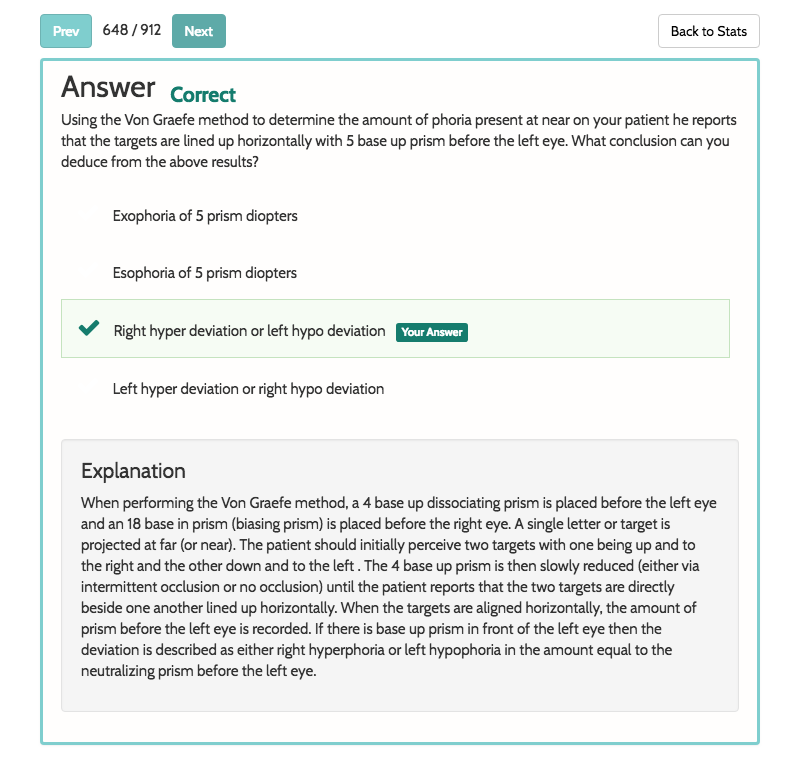 Prev 648 / 912 Next Back to Stats
Answer Correct
Using the Von Graefe method to determine the amount of phoria present at near on your patient he reports
that the targets are lined up horizontally with 5 base up prism before the left eye. What conclusion can you
deduce from the above results?
Exophoria of 5 prism diopters
Esophoria of 5 prism diopters
Right hyper deviation or left hypo deviation Your Answer
Left hyper deviation or right hypo deviation
Explanation
When performing the Von Graefe method, a 4 base up dissociating prism is placed before the left eye
and an 18 base in prism (biasing prism) is placed before the right eye. A single letter or target is
projected at far (or near). The patient should initially perceive two targets with one being up and to
the right and the other down and to the left . The 4 base up prism is then slowly reduced (either via
intermittent occlusion or no occlusion) until the patient reports that the two targets are directly
beside one another lined up horizontally. When the targets are aligned horizontally, the amount of
prism before the left eye is recorded. If there is base up prism in front of the left eye then the
deviation is described as either right hyperphoria or left hypophoria in the amount equal to the
neutralizing prism before the left eye.